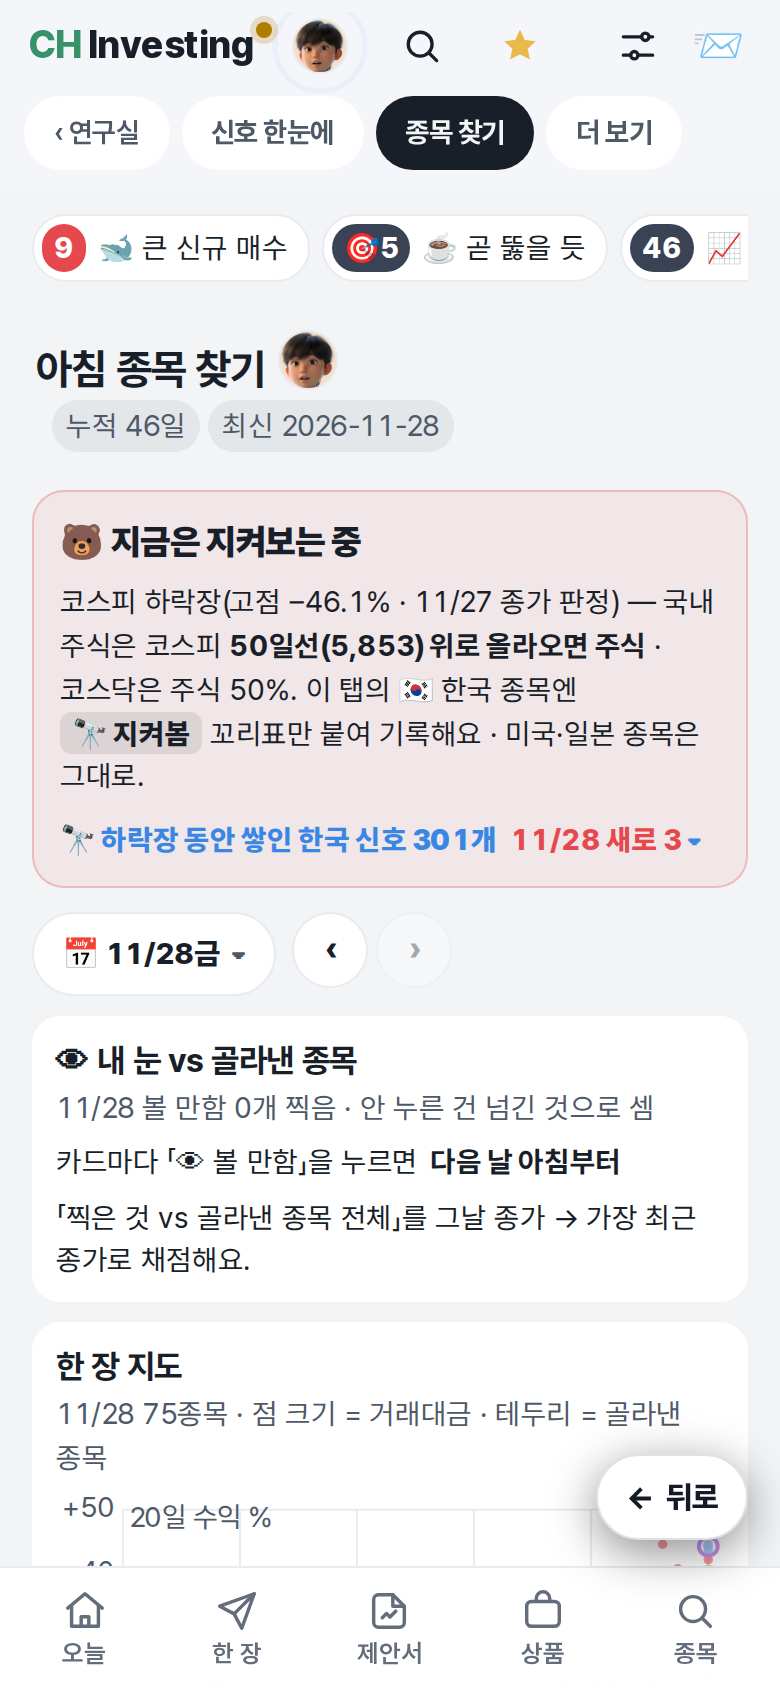 CH Investing
‹ 연구실
신호 한눈에
종목 찾기
더 보기
9 🐋 큰 신규 매수
🎯5 ☕ 곧 뚫을 듯
46 📈
아침 종목 찾기
누적 46일
최신 2026-11-28
🐻 지금은 지켜보는 중
코스피 하락장(고점 −46.1% · 11/27 종가 판정) — 국내
주식은 코스피 50일선(5,853) 위로 올라오면 주식 ·
코스닥은 주식 50%. 이 탭의 🇰🇷 한국 종목엔
🔭 지켜봄 꼬리표만 붙여 기록해요 · 미국·일본 종목은
그대로.
🔭 하락장 동안 쌓인 한국 신호 301개 11/28 새로 3
📅 11/28금
‹
›
👁 내 눈 vs 골라낸 종목
11/28 볼 만함 0개 찍음 · 안 누른 건 넘긴 것으로 셈
카드마다 「👁 볼 만함」을 누르면 다음 날 아침부터
「찍은 것 vs 골라낸 종목 전체」를 그날 종가 → 가장 최근
종가로 채점해요.
한 장 지도
11/28 75종목 · 점 크기 = 거래대금 · 테두리 = 골라낸
종목
+50
20일 수익 %
← 뒤로
오늘
한 장
제안서
상품
종목